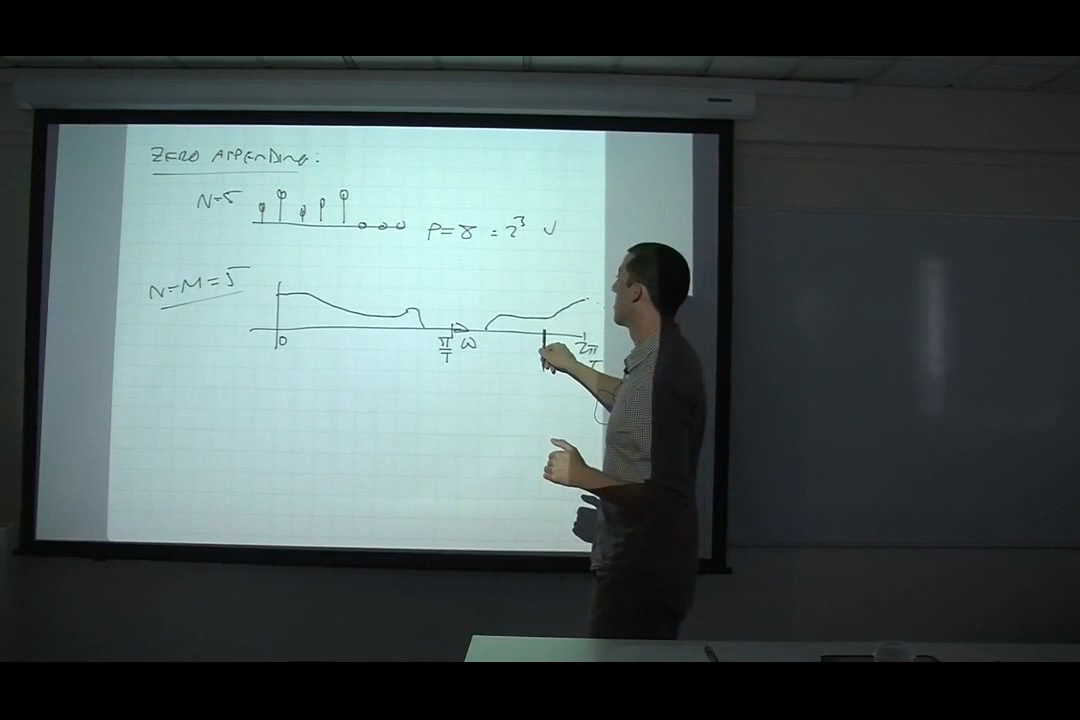 ZERO APPENDING:
N=5
P=8 = 2³ ✓
N=M=5
0
π/T
ω
2π/T